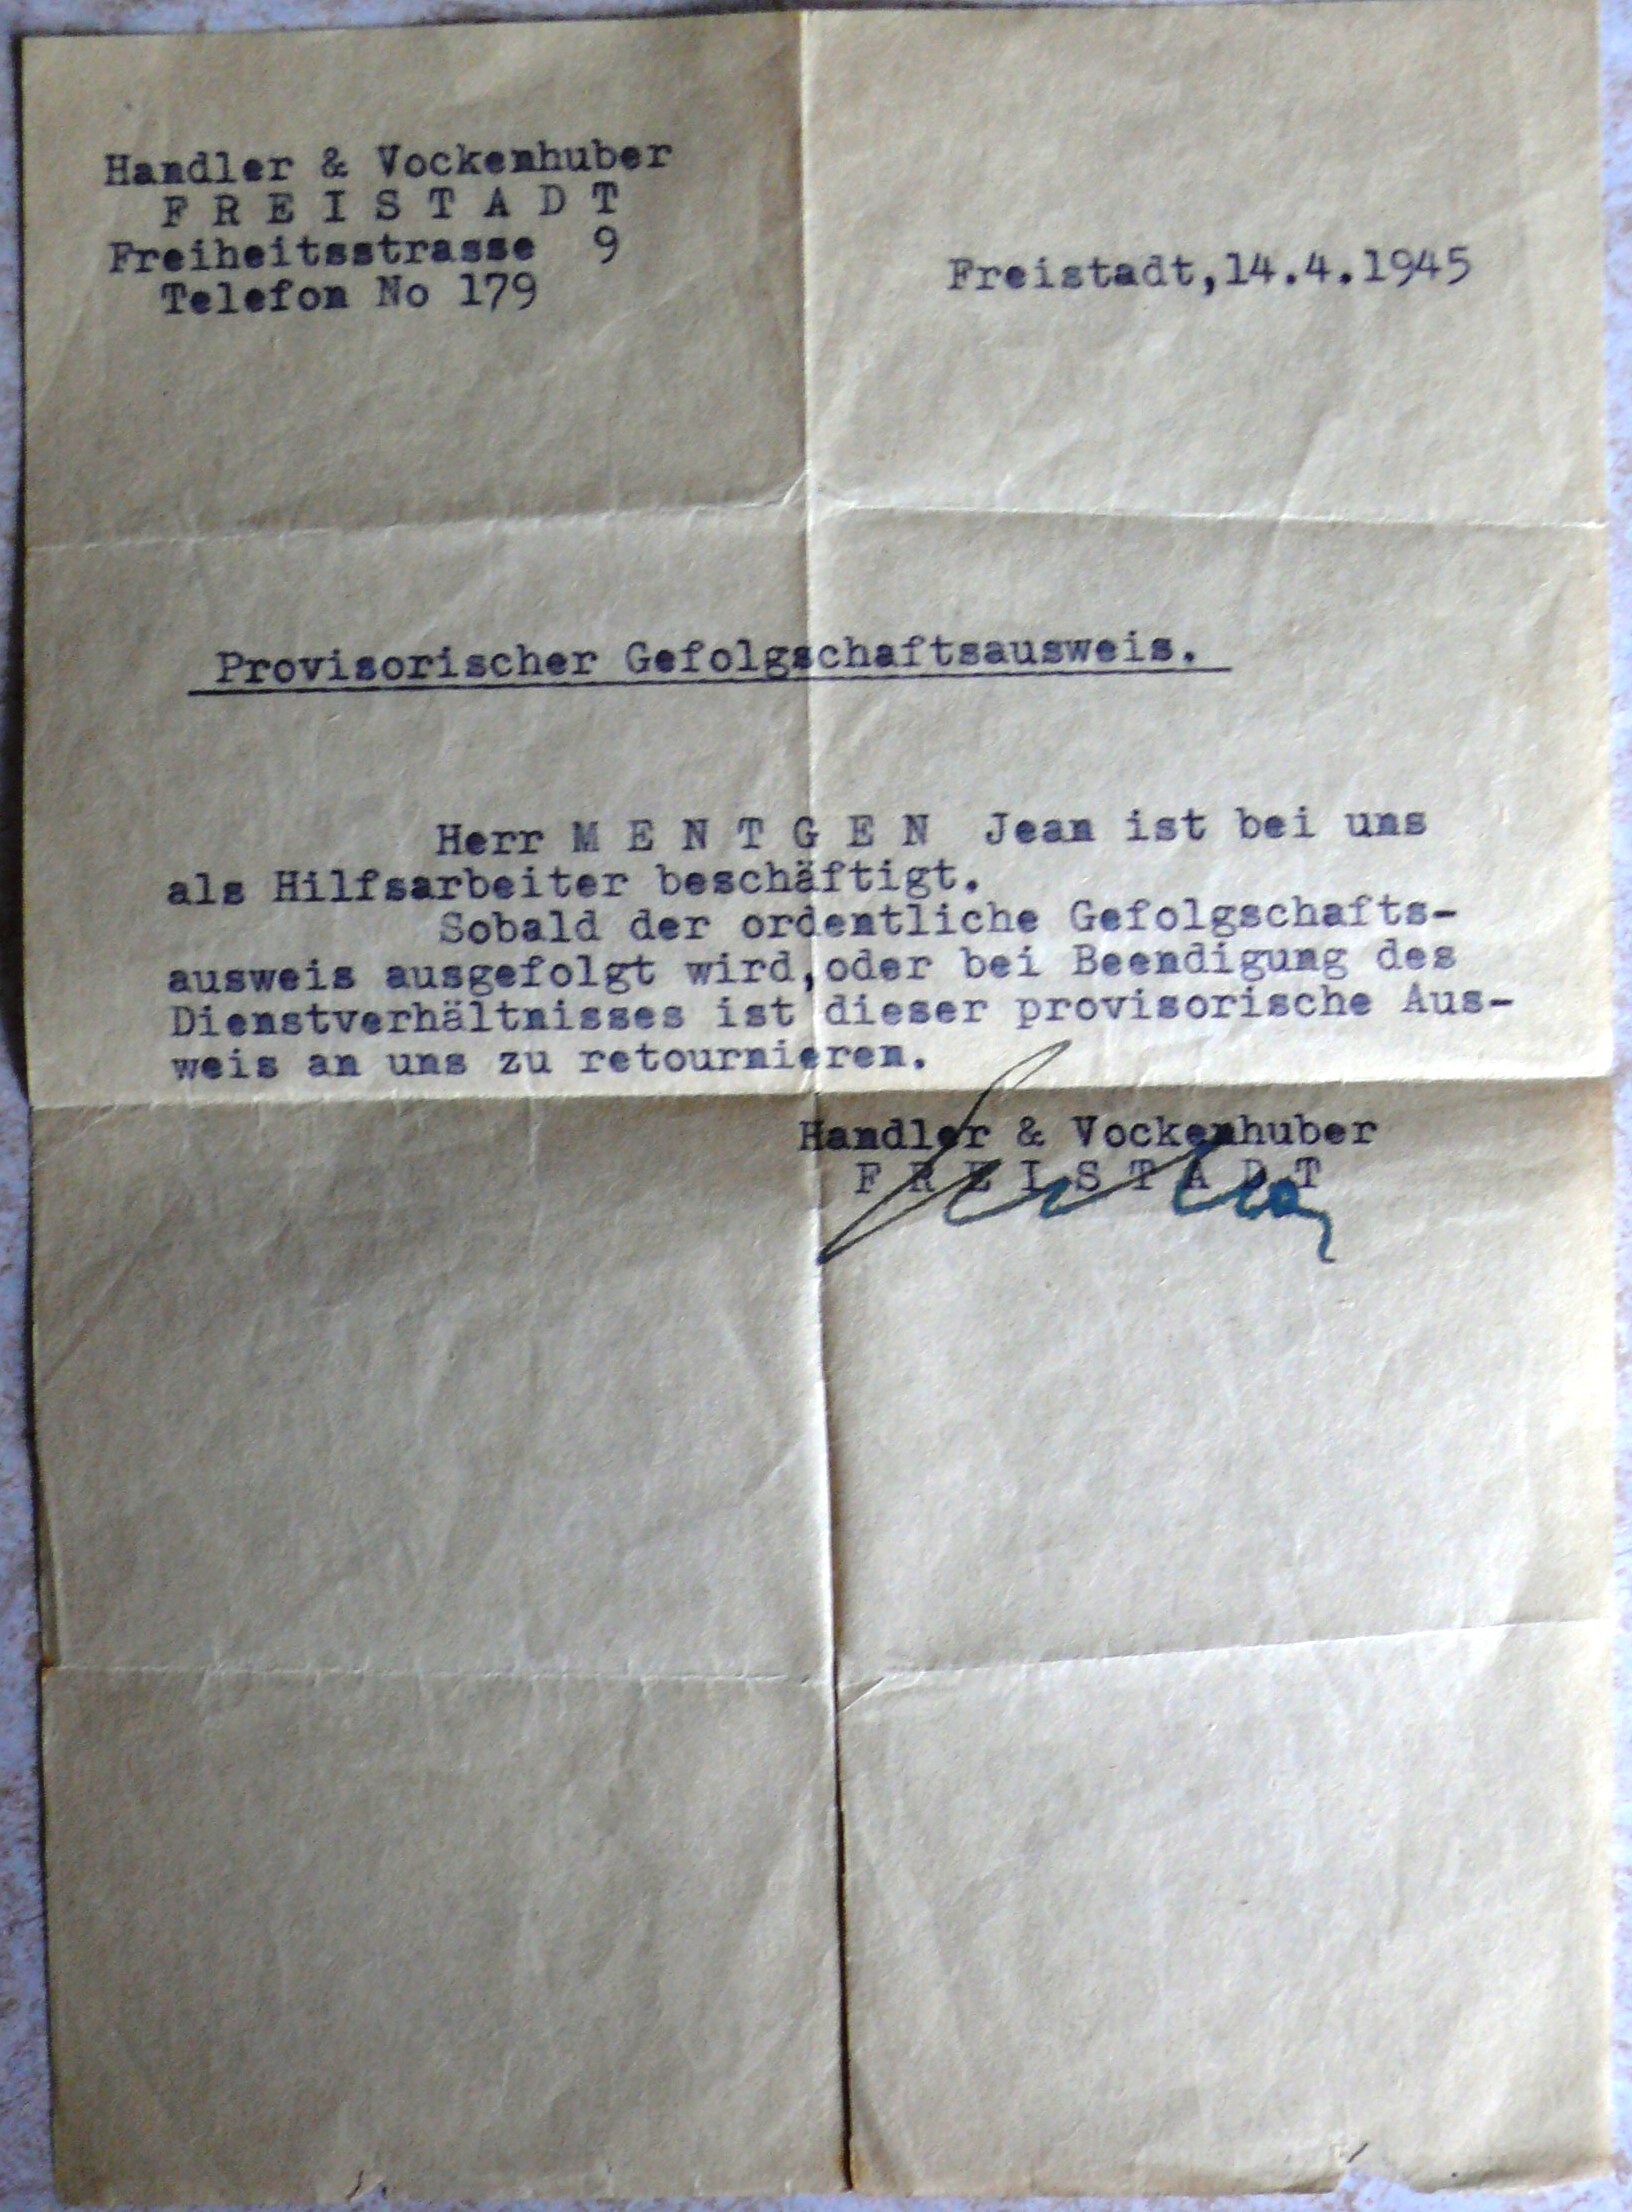 Handler & Vockenhuber
F R E I S T A D T
Freiheitsstrasse 9
Telefon No 179
Freistadt,14.4.1945
Provisorischer Gefolgschaftsausweis.
Herr M E N T G E N Jean ist bei uns
als Hilfsarbeiter beschäftigt.
Sobald der ordentliche Gefolgschafts-
ausweis ausgefolgt wird,oder bei Beendigung des
Dienstverhältnisses ist dieser provisorische Aus-
weis an uns zu retournieren.
Handler & Vockenhuber
F R E I S T A D T